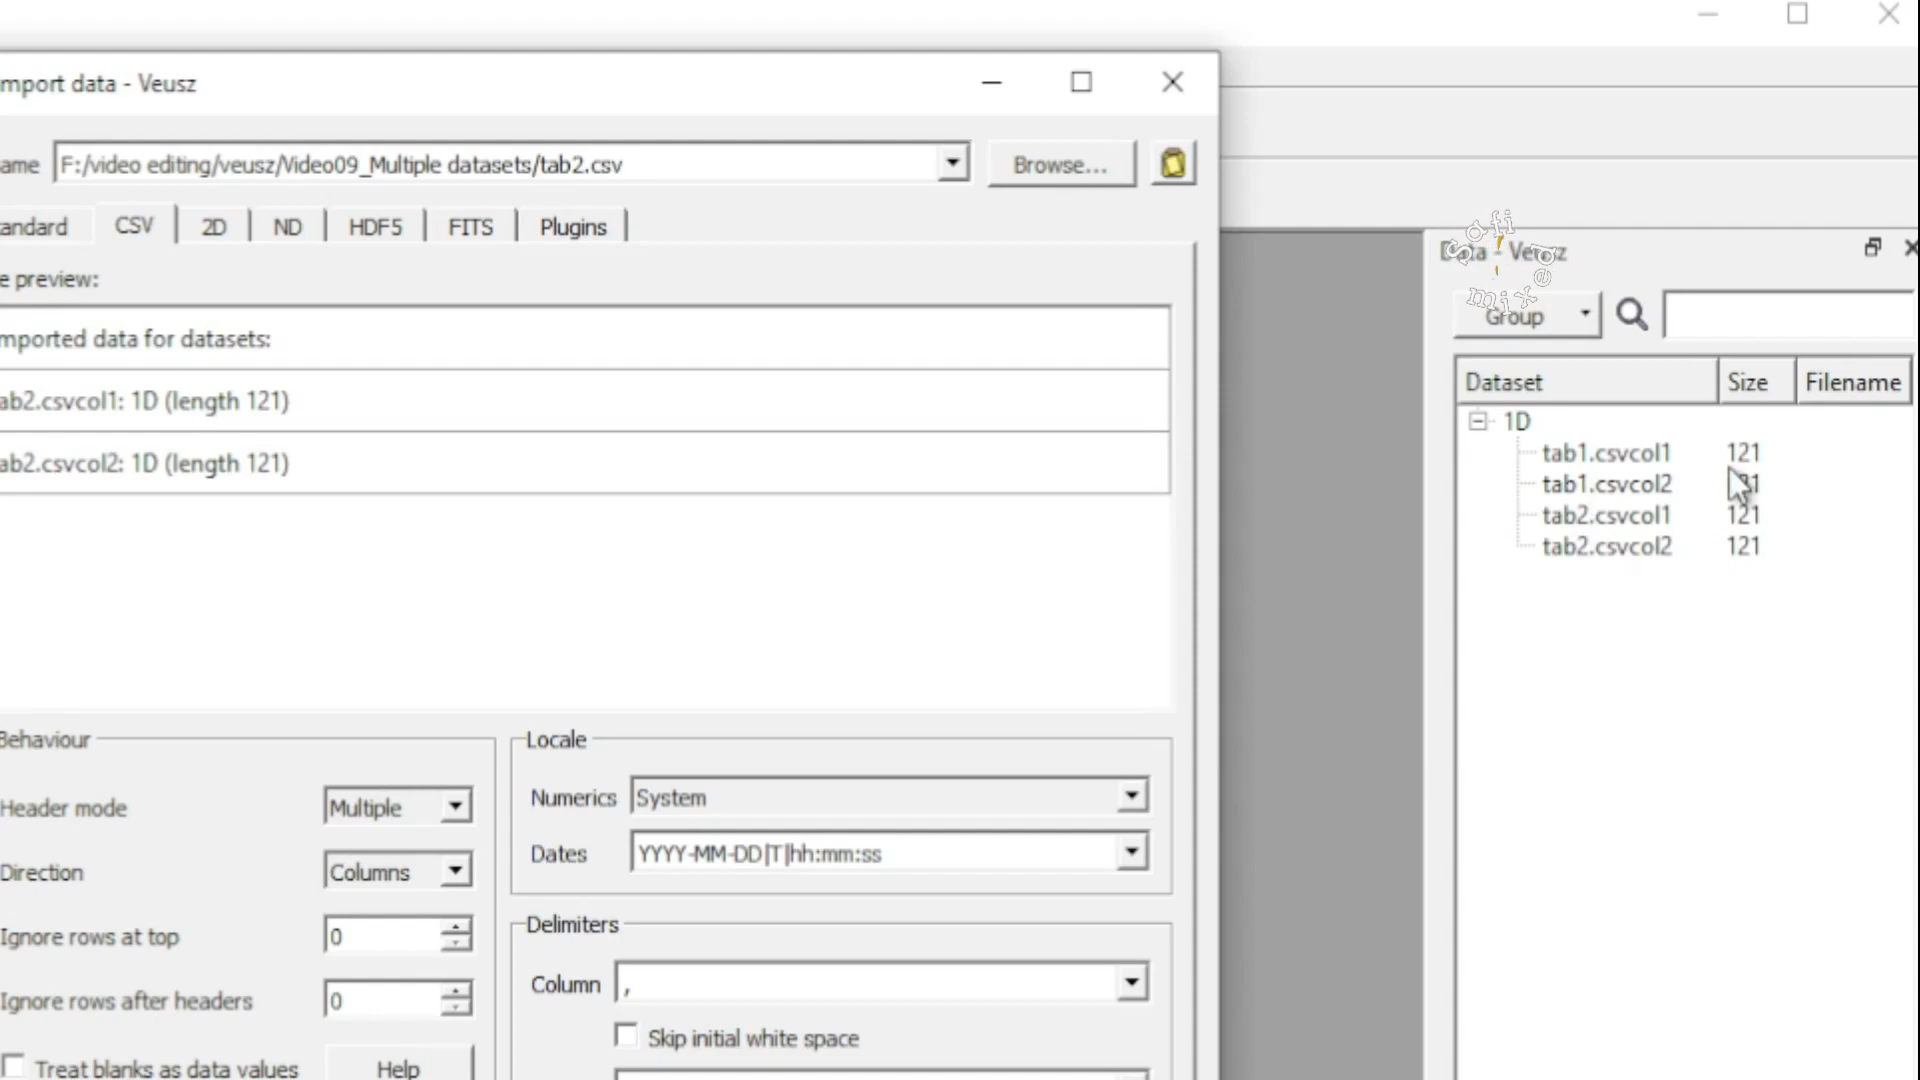 mport data - Veusz
ame F:/video editing/veusz/Video09_Multiple datasets/tab2.csv Browse...
andard CSV 2D ND HDF5 FITS Plugins
e preview:
mported data for datasets:
ab2.csvcol1: 1D (length 121)
ab2.csvcol2: 1D (length 121)
Behaviour
Header mode Multiple
Direction Columns
Ignore rows at top 0
Ignore rows after headers 0
Treat blanks as data values Help
Locale
Numerics System
Dates YYYY-MM-DD|T|hh:mm:ss
Delimiters
Column ,
Skip initial white space
Data - Veusz
Safi mixed
Group
Dataset Size Filename
1D
tab1.csvcol1 121
tab1.csvcol2
tab2.csvcol1 121
tab2.csvcol2 121